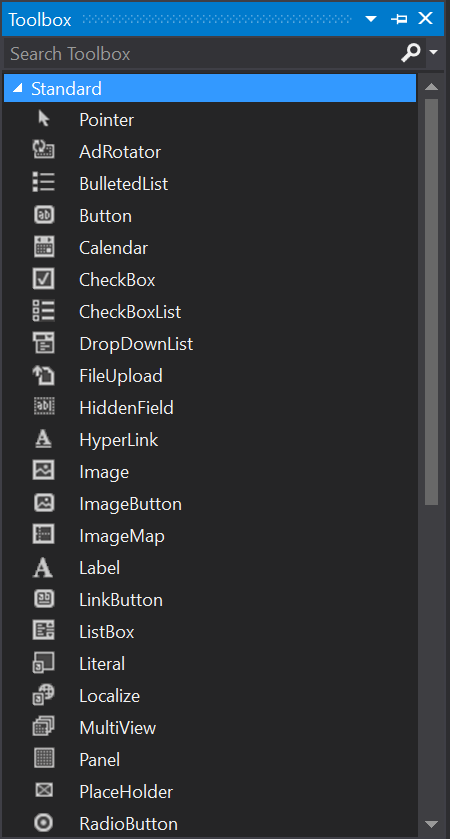 Toolbox
Search Toolbox
Standard
Pointer
AdRotator
BulletedList
Button
Calendar
CheckBox
CheckBoxList
DropDownList
FileUpload
HiddenField
HyperLink
Image
ImageButton
ImageMap
Label
LinkButton
ListBox
Literal
Localize
MultiView
Panel
PlaceHolder
RadioButton